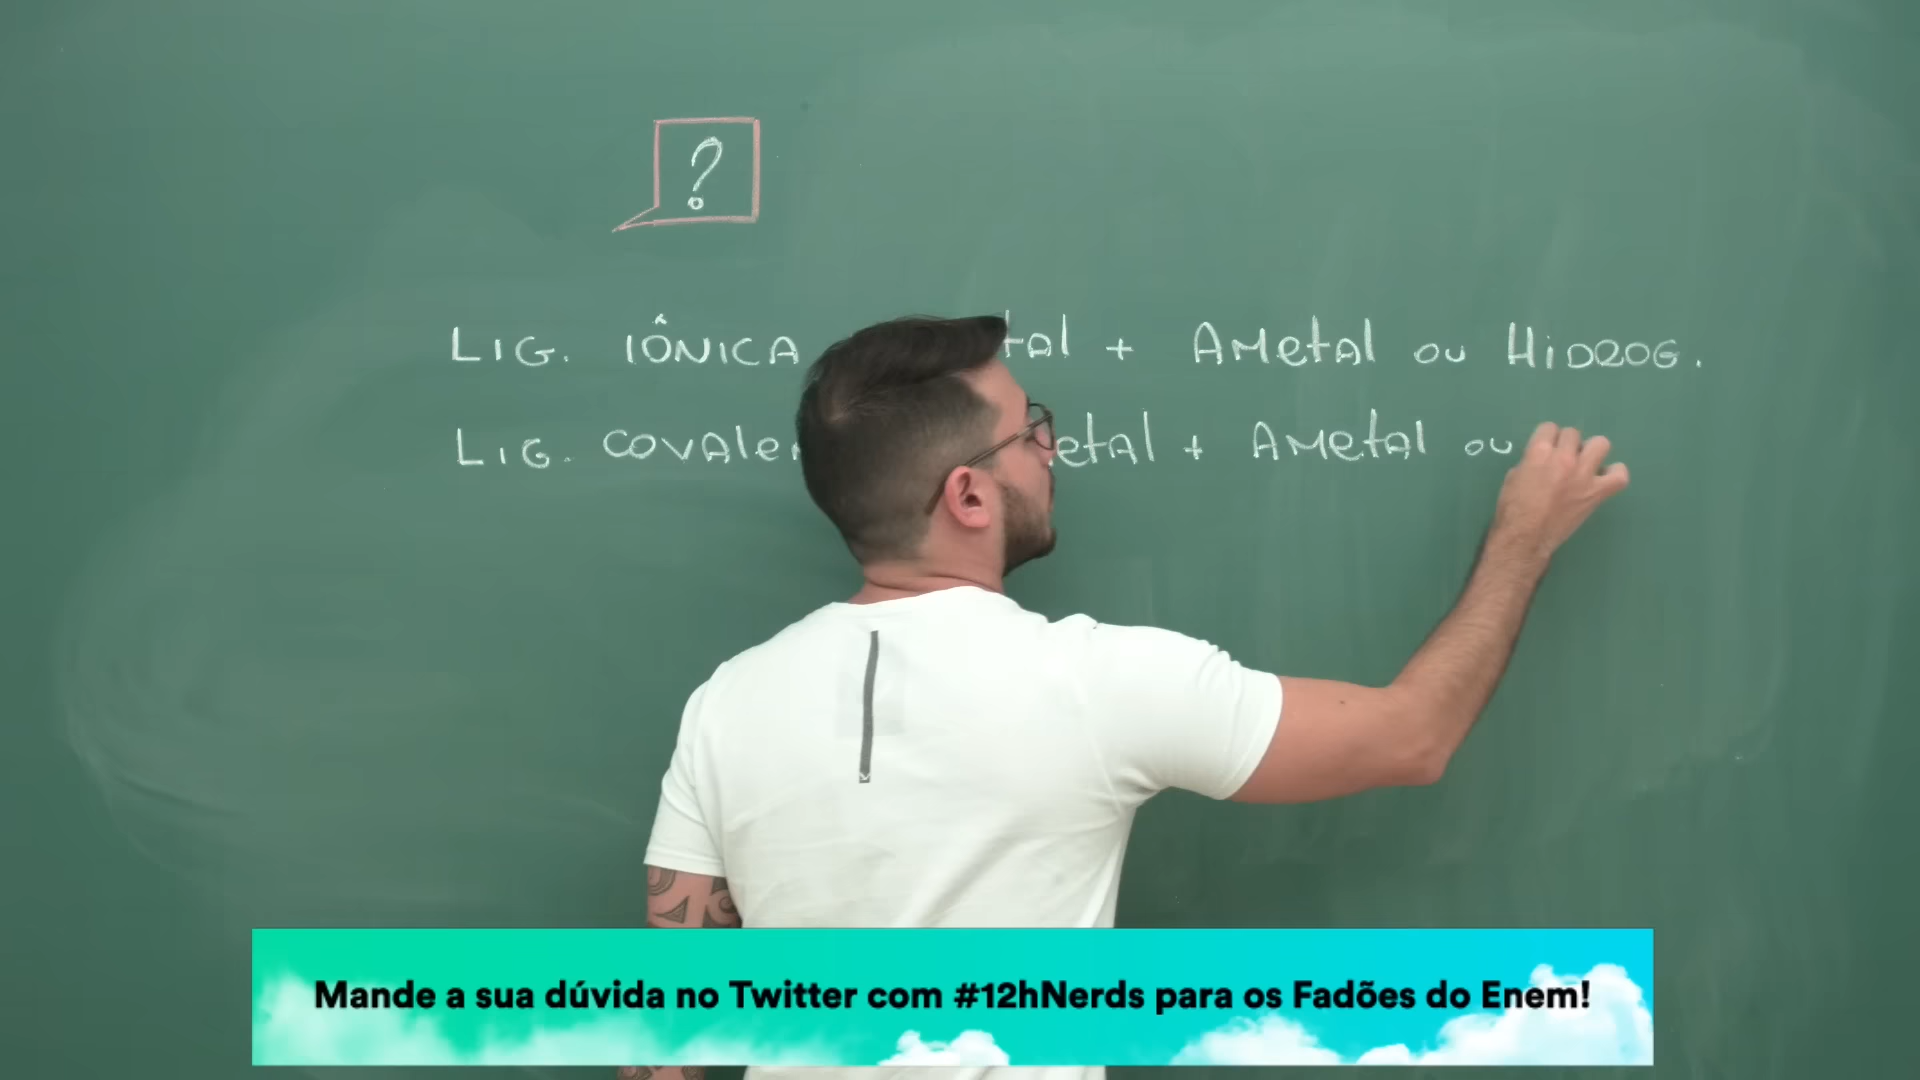 ?
LIG. IÔNICA tAl + AMetAl ou HiDROG.
LIG. COVAle etAl + AMetAl ou
Mande a sua dúvida no Twitter com #12hNerds para os Fadões do Enem!